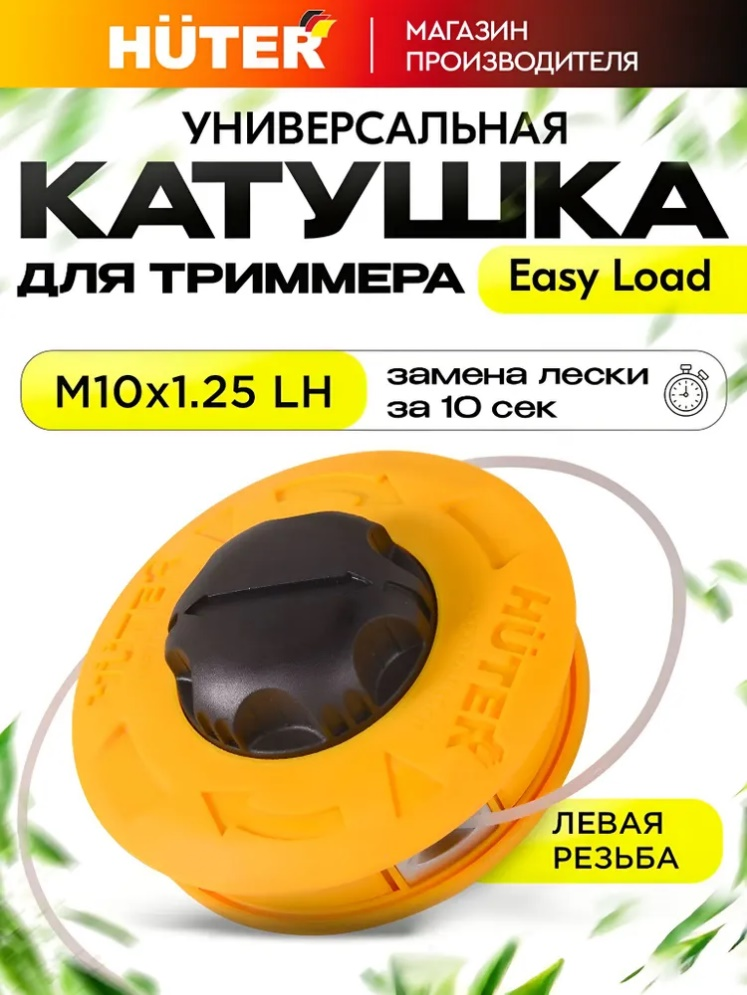 HÜTER
МАГАЗИН
ПРОИЗВОДИТЕЛЯ
УНИВЕРСАЛЬНАЯ
КАТУШКА
ДЛЯ ТРИММЕРА
Easy Load
M10x1.25 LH
замена лески
за 10 сек
HÜTER
HÜTER
ЛЕВАЯ
РЕЗЬБА